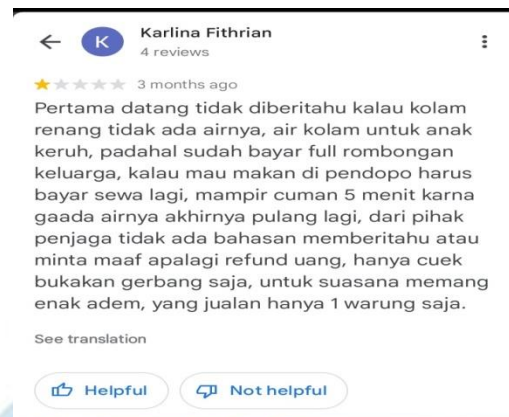 Karlina Fithrian
K
4 reviews
3 months ago
Pertama datang tidak diberitahu kalau kolam
renang tidak ada airnya, air kolam untuk anak
keruh, padahal sudah bayar full rombongan
keluarga, kalau mau makan di pendopo harus
bayar sewa lagi, mampir cuman 5 menit karna
gaada airnya akhirnya pulang lagi, dari pihak
penjaga tidak ada bahasan memberitahu atau
minta maaf apalagi refund uang, hanya cuek
bukakan gerbang saja, untuk suasana memang
enak adem, yang jualan hanya 1 warung saja.
See translation
Helpful
Not helpful